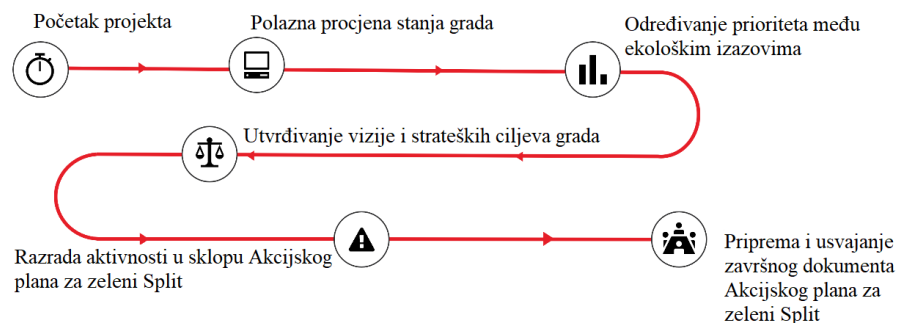 Početak projekta
Polazna procjena stanja grada
Određivanje prioriteta među
ekološkim izazovima
Utvrđivanje vizije i strateških ciljeva grada
Razrada aktivnosti u sklopu Akcijskog
plana za zeleni Split
Priprema i usvajanje
završnog dokumenta
Akcijskog plana za
zeleni Split